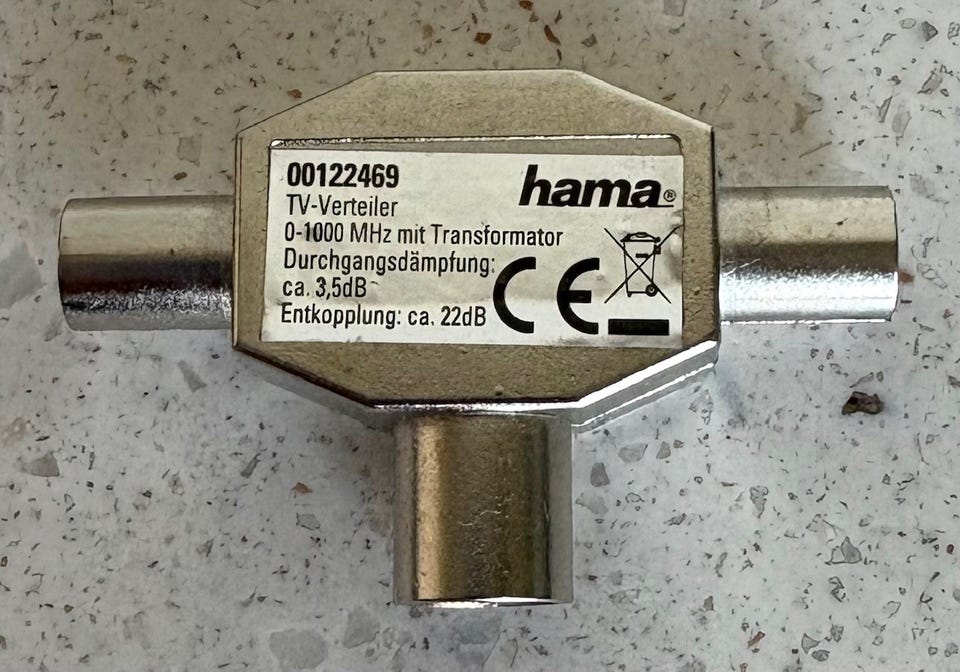 00122469
hama®
TV-Verteiler
0-1000 MHz mit Transformator
Durchgangsdämpfung:
ca. 3,5dB
Entkopplung: ca. 22dB
CE